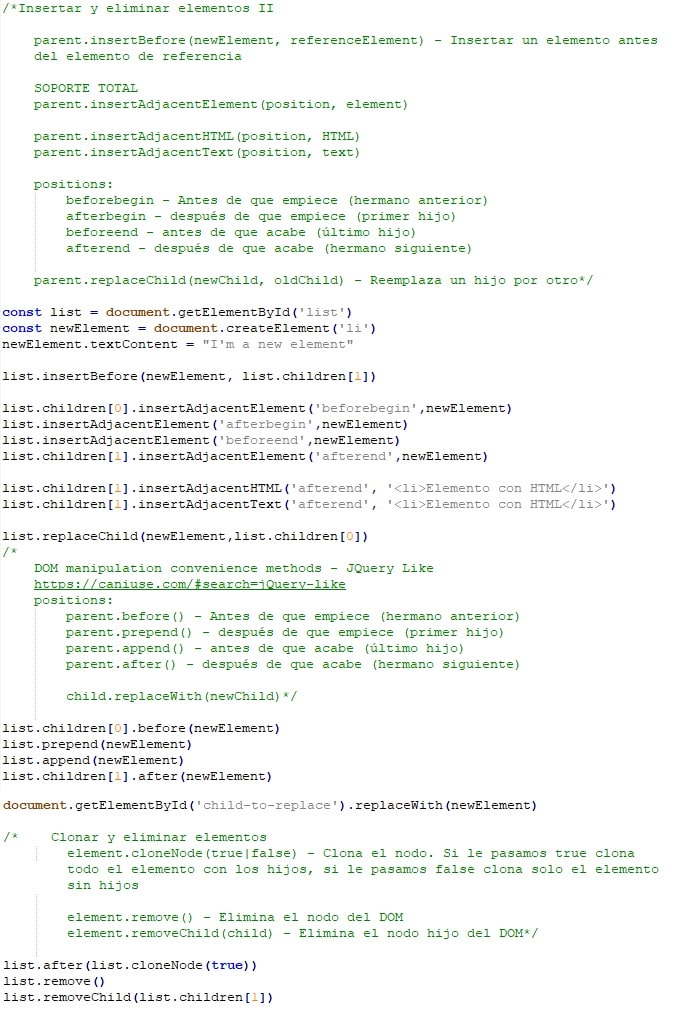 /*Insertar y eliminar elementos II
parent.insertBefore(newElement, referenceElement) - Insertar un elemento antes
del elemento de referencia
SOPORTE TOTAL
parent.insertAdjacentElement(position, element)
parent.insertAdjacentHTML(position, HTML)
parent.insertAdjacentText(position, text)
positions:
beforebegin - Antes de que empiece (hermano anterior)
afterbegin - después de que empiece (primer hijo)
beforeend - antes de que acabe (último hijo)
afterend - después de que acabe (hermano siguiente)
parent.replaceChild(newChild, oldChild) - Reemplaza un hijo por otro*/
const list = document.getElementById('list')
const newElement = document.createElement('li')
newElement.textContent = "I'm a new element"
list.insertBefore(newElement, list.children[1])
list.children[0].insertAdjacentElement('beforebegin',newElement)
list.insertAdjacentElement('afterbegin',newElement)
list.insertAdjacentElement('beforeend',newElement)
list.children[1].insertAdjacentElement('afterend',newElement)
list.children[1].insertAdjacentHTML('afterend', '<li>Elemento con HTML</li>')
list.children[1].insertAdjacentText('afterend', '<li>Elemento con HTML</li>')
list.replaceChild(newElement,list.children[0])
/*
DOM manipulation convenience methods - JQuery Like
https://caniuse.com/#search=jQuery-like
positions:
parent.before() - Antes de que empiece (hermano anterior)
parent.prepend() - después de que empiece (primer hijo)
parent.append() - antes de que acabe (último hijo)
parent.after() - después de que acabe (hermano siguiente)
child.replaceWith(newChild)*/
list.children[0].before(newElement)
list.prepend(newElement)
list.append(newElement)
list.children[1].after(newElement)
document.getElementById('child-to-replace').replaceWith(newElement)
/* Clonar y eliminar elementos
element.cloneNode(true|false) - Clona el nodo. Si le pasamos true clona
todo el elemento con los hijos, si le pasamos false clona solo el elemento
sin hijos
element.remove() - Elimina el nodo del DOM
element.removeChild(child) - Elimina el nodo hijo del DOM*/
list.after(list.cloneNode(true))
list.remove()
list.removeChild(list.children[1])